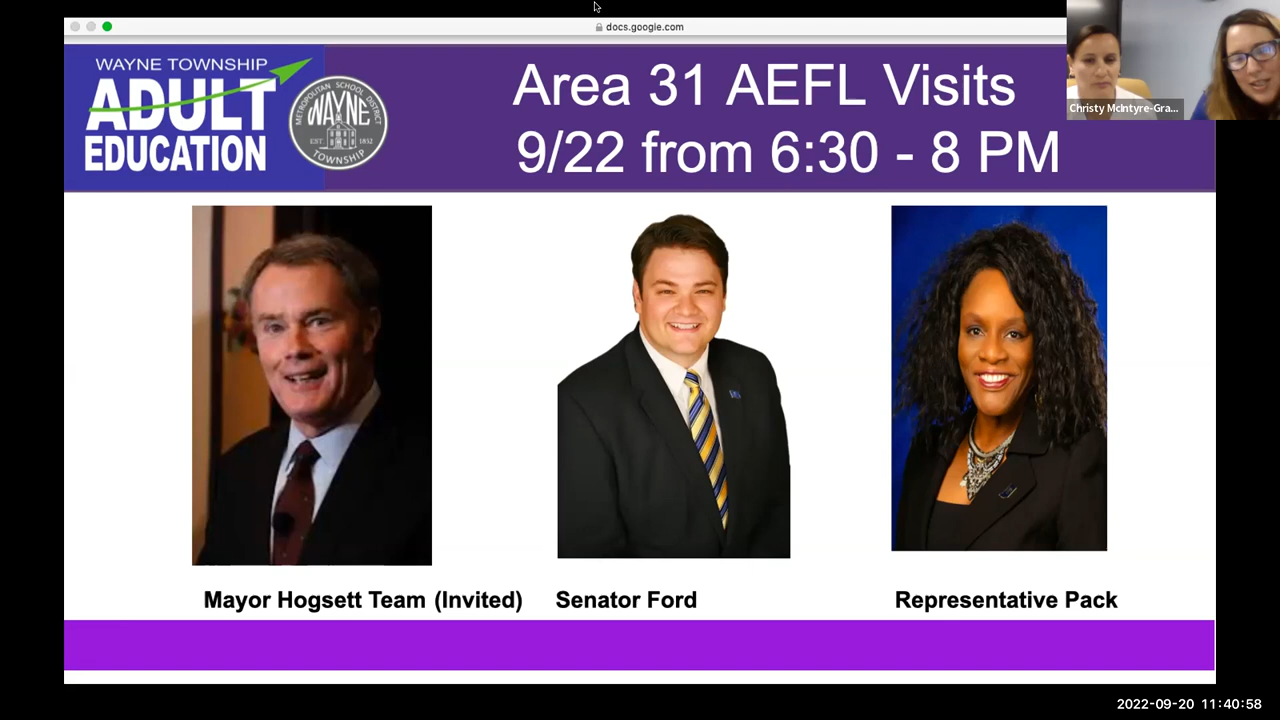 docs.google.com
WAYNE TOWNSHIP
ADULT
EDUCATION
METROPOLITAN SCHOOL DISTRICT
WAYNE
EST 1852
TOWNSHIP
Area 31 AEFL Visits
9/22 from 6:30 - 8 PM
Christy McIntyre-Gra...
Mayor Hogsett Team (Invited)
Senator Ford
Representative Pack
2022-09-20 11:40:58